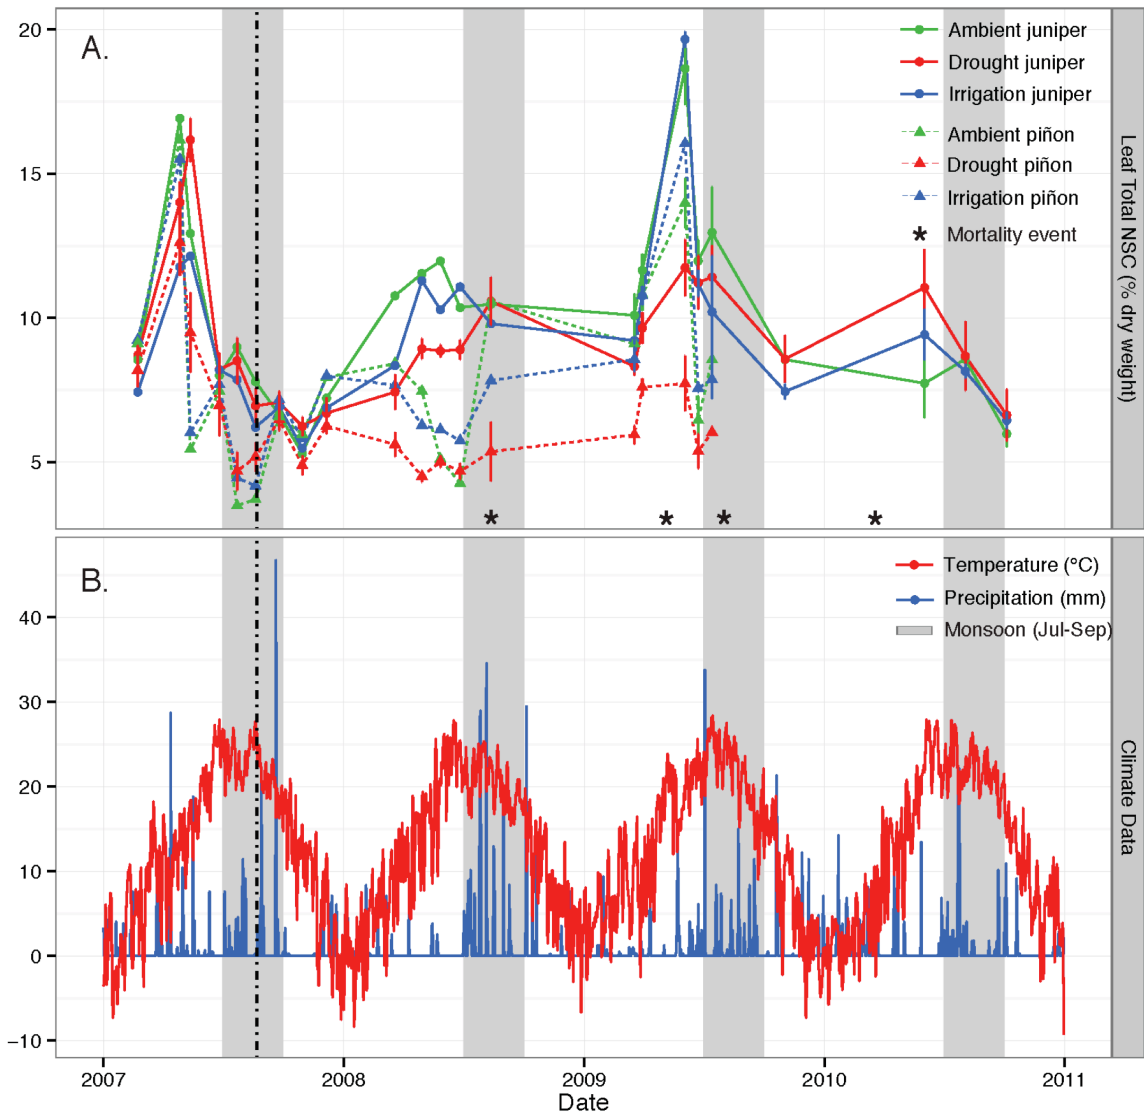 A.
20
15
10
5
Ambient juniper
Drought juniper
Irrigation juniper
Ambient piñon
Drought piñon
Irrigation piñon
* Mortality event
* * * *
Leaf Total NSC (% dry weight)
B.
40
30
20
10
0
−10
Temperature (°C)
Precipitation (mm)
Monsoon (Jul-Sep)
Climate Data
2007 2008 2009 2010 2011
Date